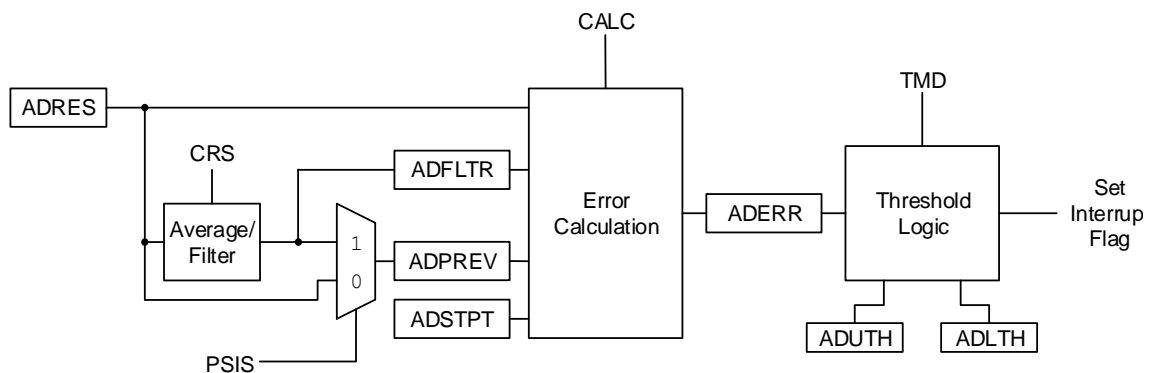 CALC
ADRES
TMD
CRS
ADFLTR
Average/
Filter
1
0
ADPREV
ADSTPT
PSIS
Error
Calculation
ADERR
Threshold
Logic
Set
Interrup
Flag
ADUTH
ADLTH